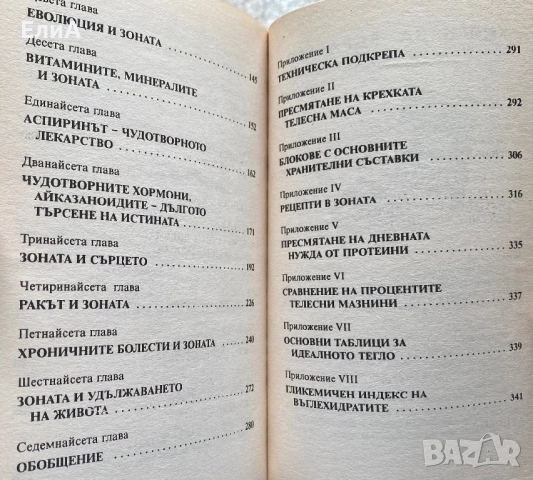 ЕлиА
Девета глава
ЕВОЛЮЦИЯ И ЗОНАТА
145
Десета глава
ВИТАМИНИТЕ, МИНЕРАЛИТЕ
И ЗОНАТА
152
Единайсета глава
АСПИРИНЪТ – ЧУДОТВОРНОТО
ЛЕКАРСТВО
162
Дванайсета глава
ЧУДОТВОРНИТЕ ХОРМОНИ,
АЙКАЗАНОИДИТЕ – ДЪЛГОТО
ТЪРСЕНЕ НА ИСТИНАТА
171
Тринайсета глава
ЗОНАТА И СЪРЦЕТО
192
Четиринайсета глава
РАКЪТ И ЗОНАТА
226
Петнайсета глава
ХРОНИЧНИТЕ БОЛЕСТИ И ЗОНАТА
240
Шестнайсета глава
ЗОНАТА И УДЪЛЖАВАНЕТО
НА ЖИВОТА
272
Седемнайсета глава
ОБОБЩЕНИЕ
280
Приложение I
ТЕХНИЧЕСКА ПОДКРЕПА
291
Приложение II
ПРЕСМЯТАНЕ НА КРЕХКАТА
ТЕЛЕСНА МАСА
292
Приложение III
БЛОКОВЕ С ОСНОВНИТЕ
ХРАНИТЕЛНИ СЪСТАВКИ
306
Приложение IV
РЕЦЕПТИ В ЗОНАТА
316
Приложение V
ПРЕСМЯТАНЕ НА ДНЕВНАТА
НУЖДА ОТ ПРОТЕИНИ
335
Приложение VI
СРАВНЕНИЕ НА ПРОЦЕНТИТЕ
ТЕЛЕСНИ МАЗНИНИ
337
Приложение VII
ОСНОВНИ ТАБЛИЦИ ЗА
ИДЕАЛНОТО ТЕГЛО
339
Приложение VIII
ГЛИКЕМИЧЕН ИНДЕКС НА
ВЪГЛЕХИДРАТИТЕ
341
BAZAR